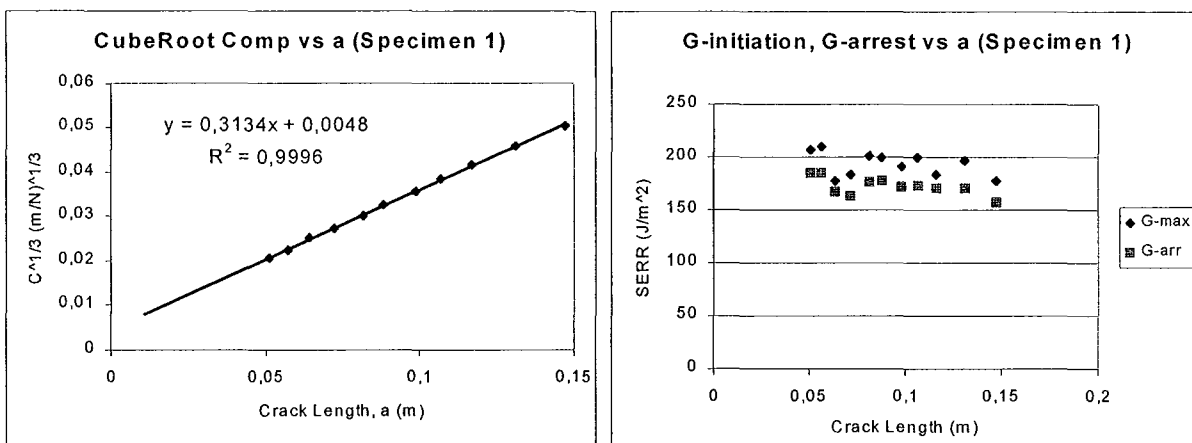 CubeRoot Comp vs a (Specimen 1)
0,06
0,05
0,04
0,03
0,02
0,01
0
C^1/3 (m/N)^1/3
y = 0,3134x + 0,0048
R² = 0,9996
0
0,05
0,1
0,15
Crack Length, a (m)
G-initiation, G-arrest vs a (Specimen 1)
250
200
150
100
50
0
SERR (J/m^2)
0
0,05
0,1
0,15
0,2
Crack Length (m)
G-max
G-arr